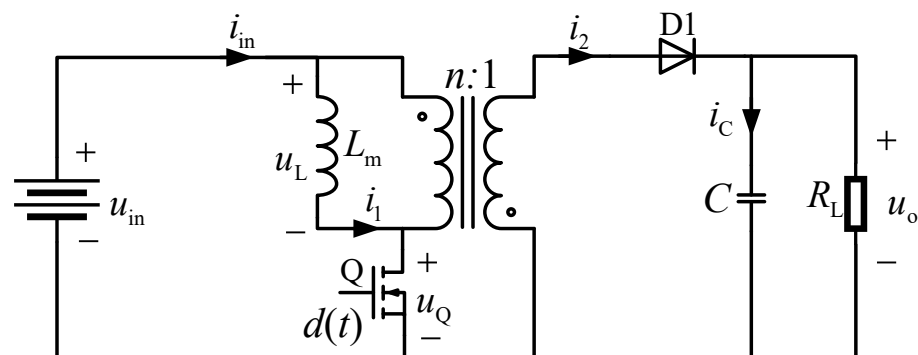 i_in
i_2
D1
+
n:1
+
i_C
+
u_L
L_m
u_in
−
i_1
−
C
R_L
u_o
−
Q
+
u_Q
d(t)
−